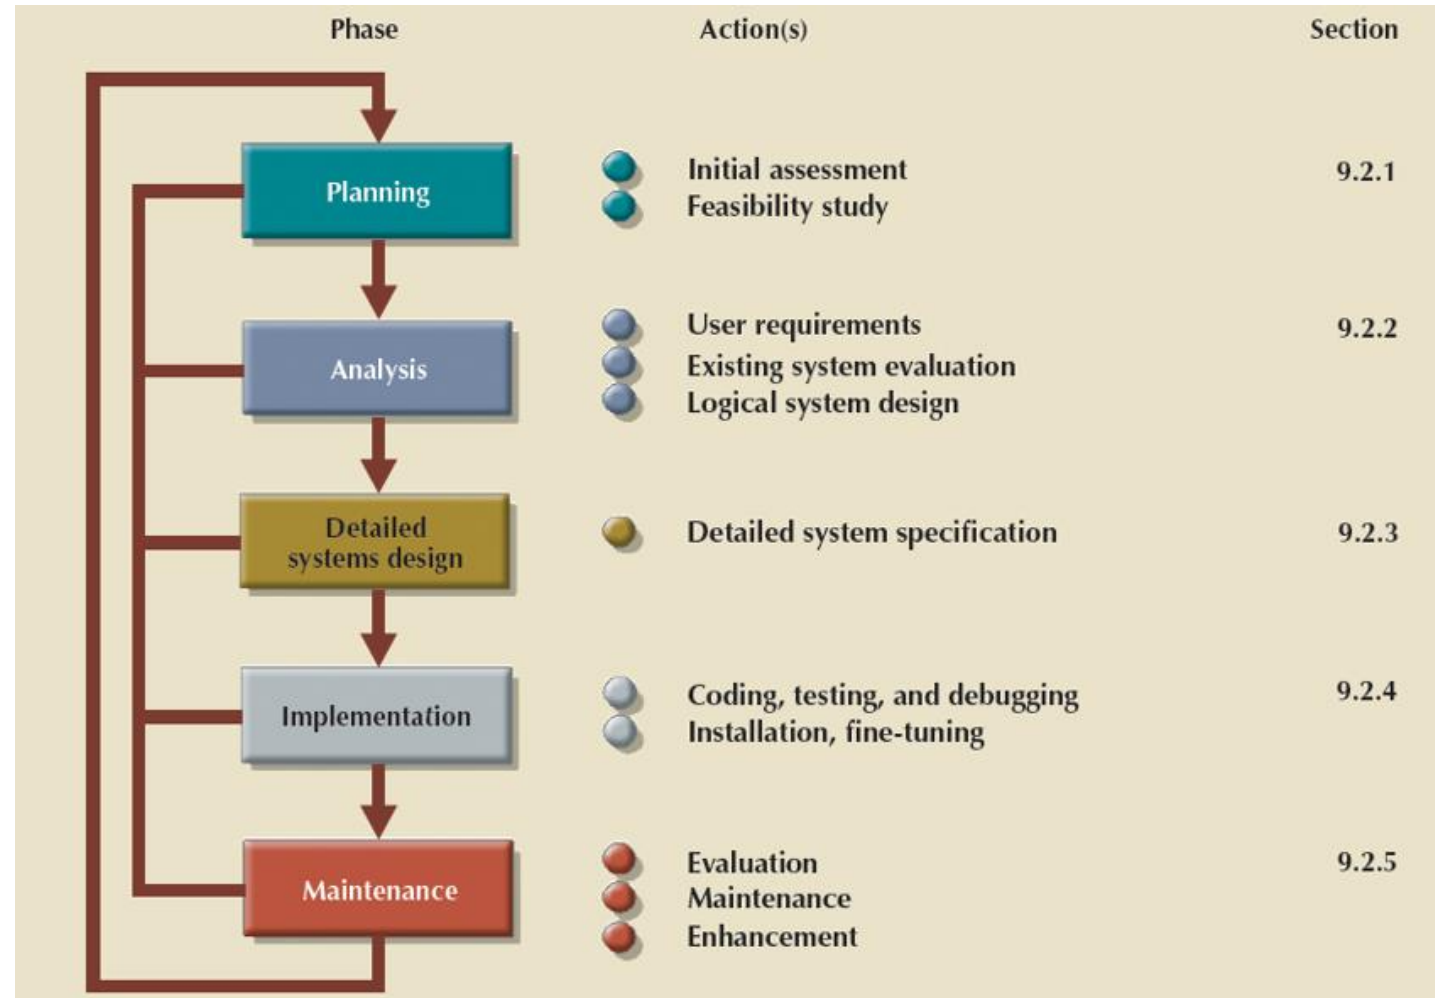 Phase Action(s) Section
Planning
Initial assessment 9.2.1
Feasibility study
Analysis
User requirements 9.2.2
Existing system evaluation
Logical system design
Detailed
systems design
Detailed system specification 9.2.3
Implementation
Coding, testing, and debugging 9.2.4
Installation, fine-tuning
Maintenance
Evaluation 9.2.5
Maintenance
Enhancement